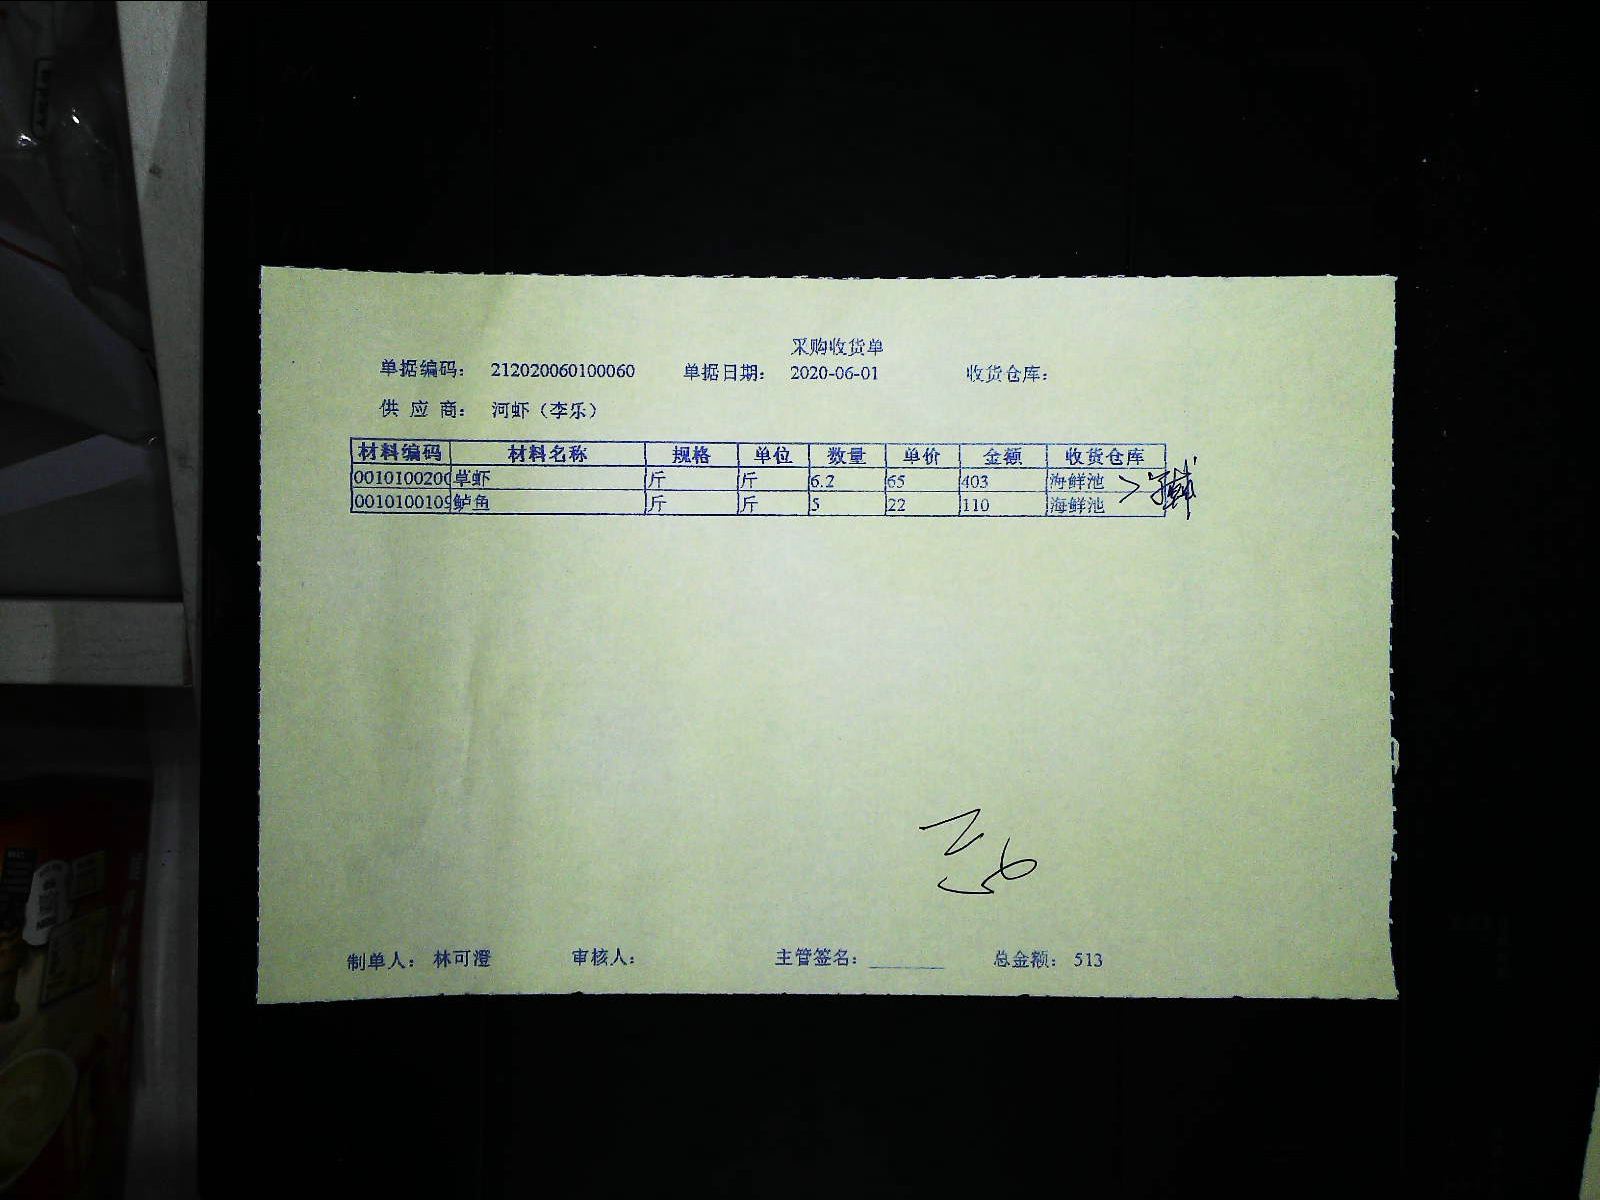 采购收货单
单据编码： 212020060100060 单据日期： 2020-06-01 收货仓库：
供 应 商： 河虾（李乐）
材料编码 材料名称 规格 单位 数量 单价 金额 收货仓库
0010100200 草虾 斤 斤 6.2 65 403 海鲜池
0010100109 鲈鱼 斤 斤 5 22 110 海鲜池
制单人： 林可澄 审核人： 主管签名： 总金额： 513